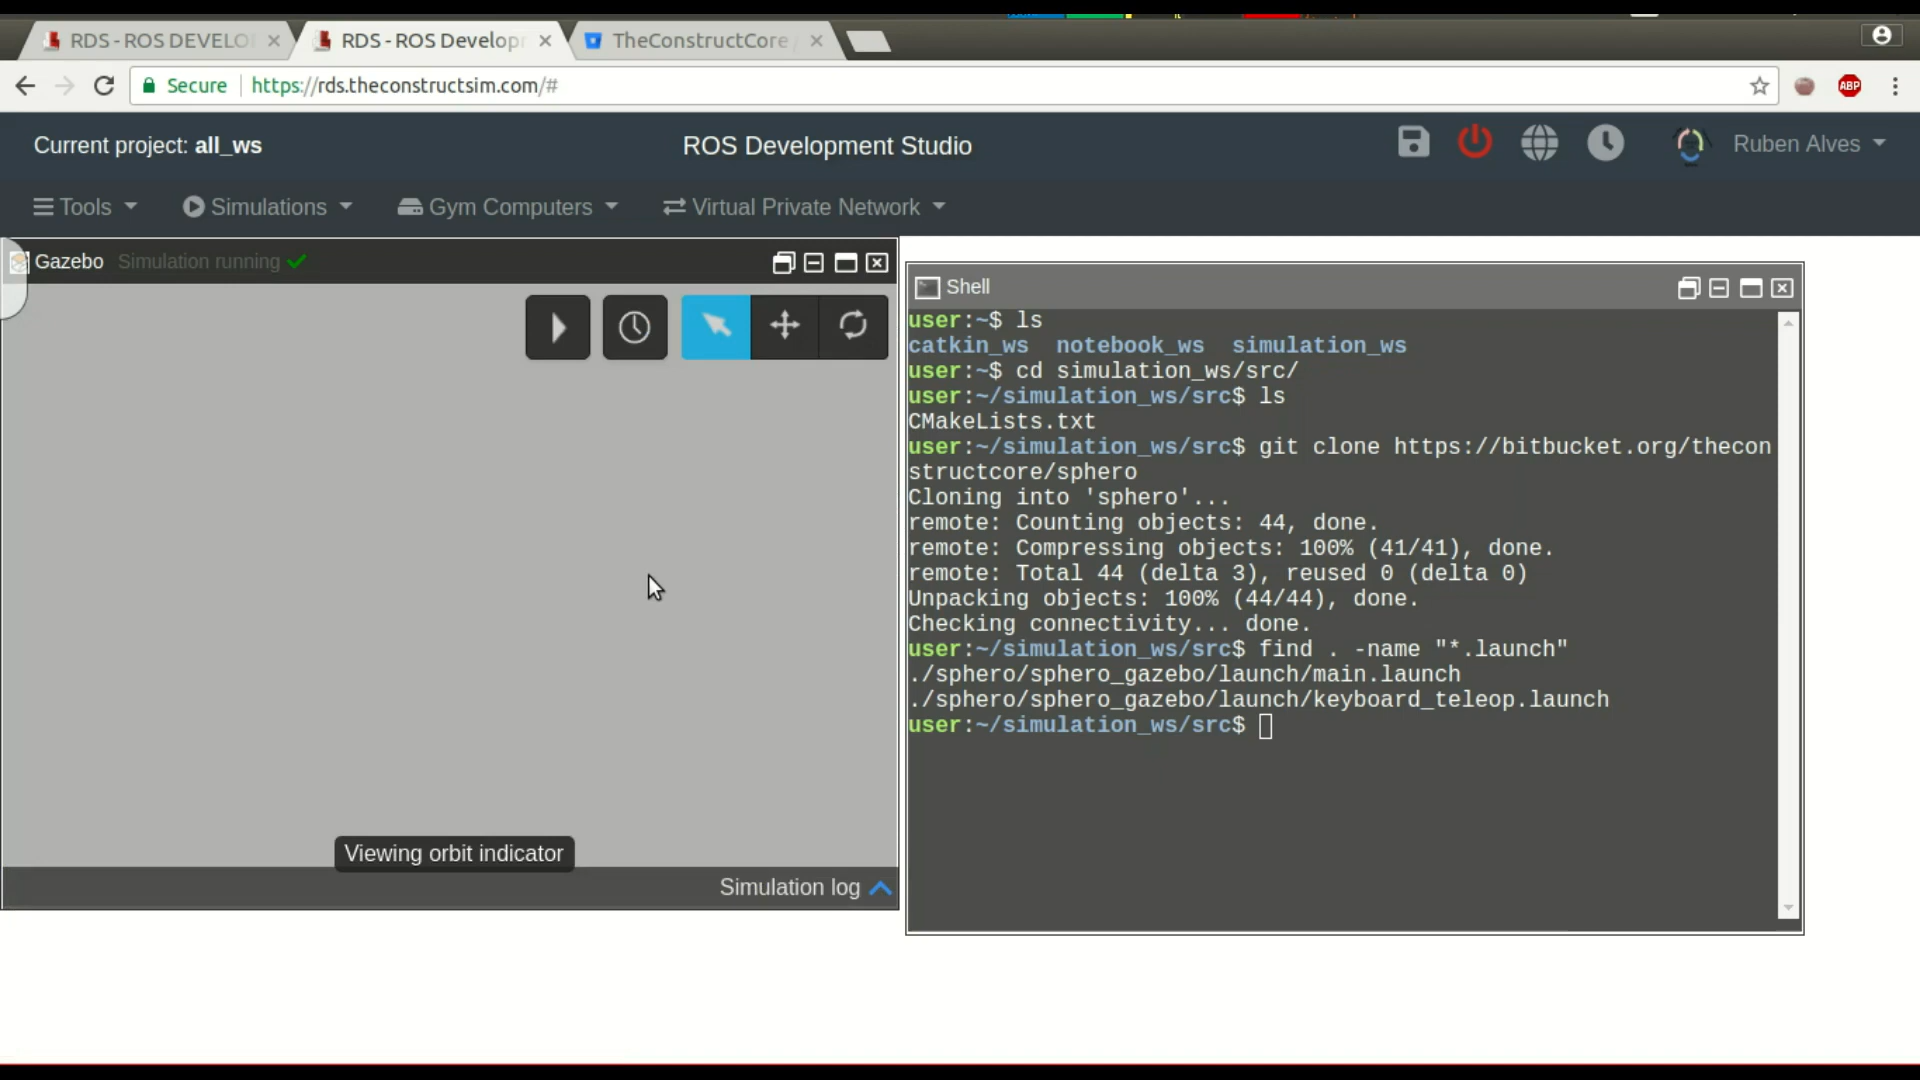 RDS - ROS DEVELO
RDS - ROS Develop
TheConstructCore
Secure
https://rds.theconstructsim.com/#
ABP
Current project: all_ws
ROS Development Studio
Ruben Alves
Tools
Simulations
Gym Computers
Virtual Private Network
Gazebo Simulation running
Viewing orbit indicator
Simulation log
Shell
user:~$ ls
catkin_ws notebook_ws simulation_ws
user:~$ cd simulation_ws/src/
user:~/simulation_ws/src$ ls
CMakeLists.txt
user:~/simulation_ws/src$ git clone https://bitbucket.org/thecon
structcore/sphero
Cloning into 'sphero'...
remote: Counting objects: 44, done.
remote: Compressing objects: 100% (41/41), done.
remote: Total 44 (delta 3), reused 0 (delta 0)
Unpacking objects: 100% (44/44), done.
Checking connectivity... done.
user:~/simulation_ws/src$ find . -name "*.launch"
./sphero/sphero_gazebo/launch/main.launch
./sphero/sphero_gazebo/launch/keyboard_teleop.launch
user:~/simulation_ws/src$